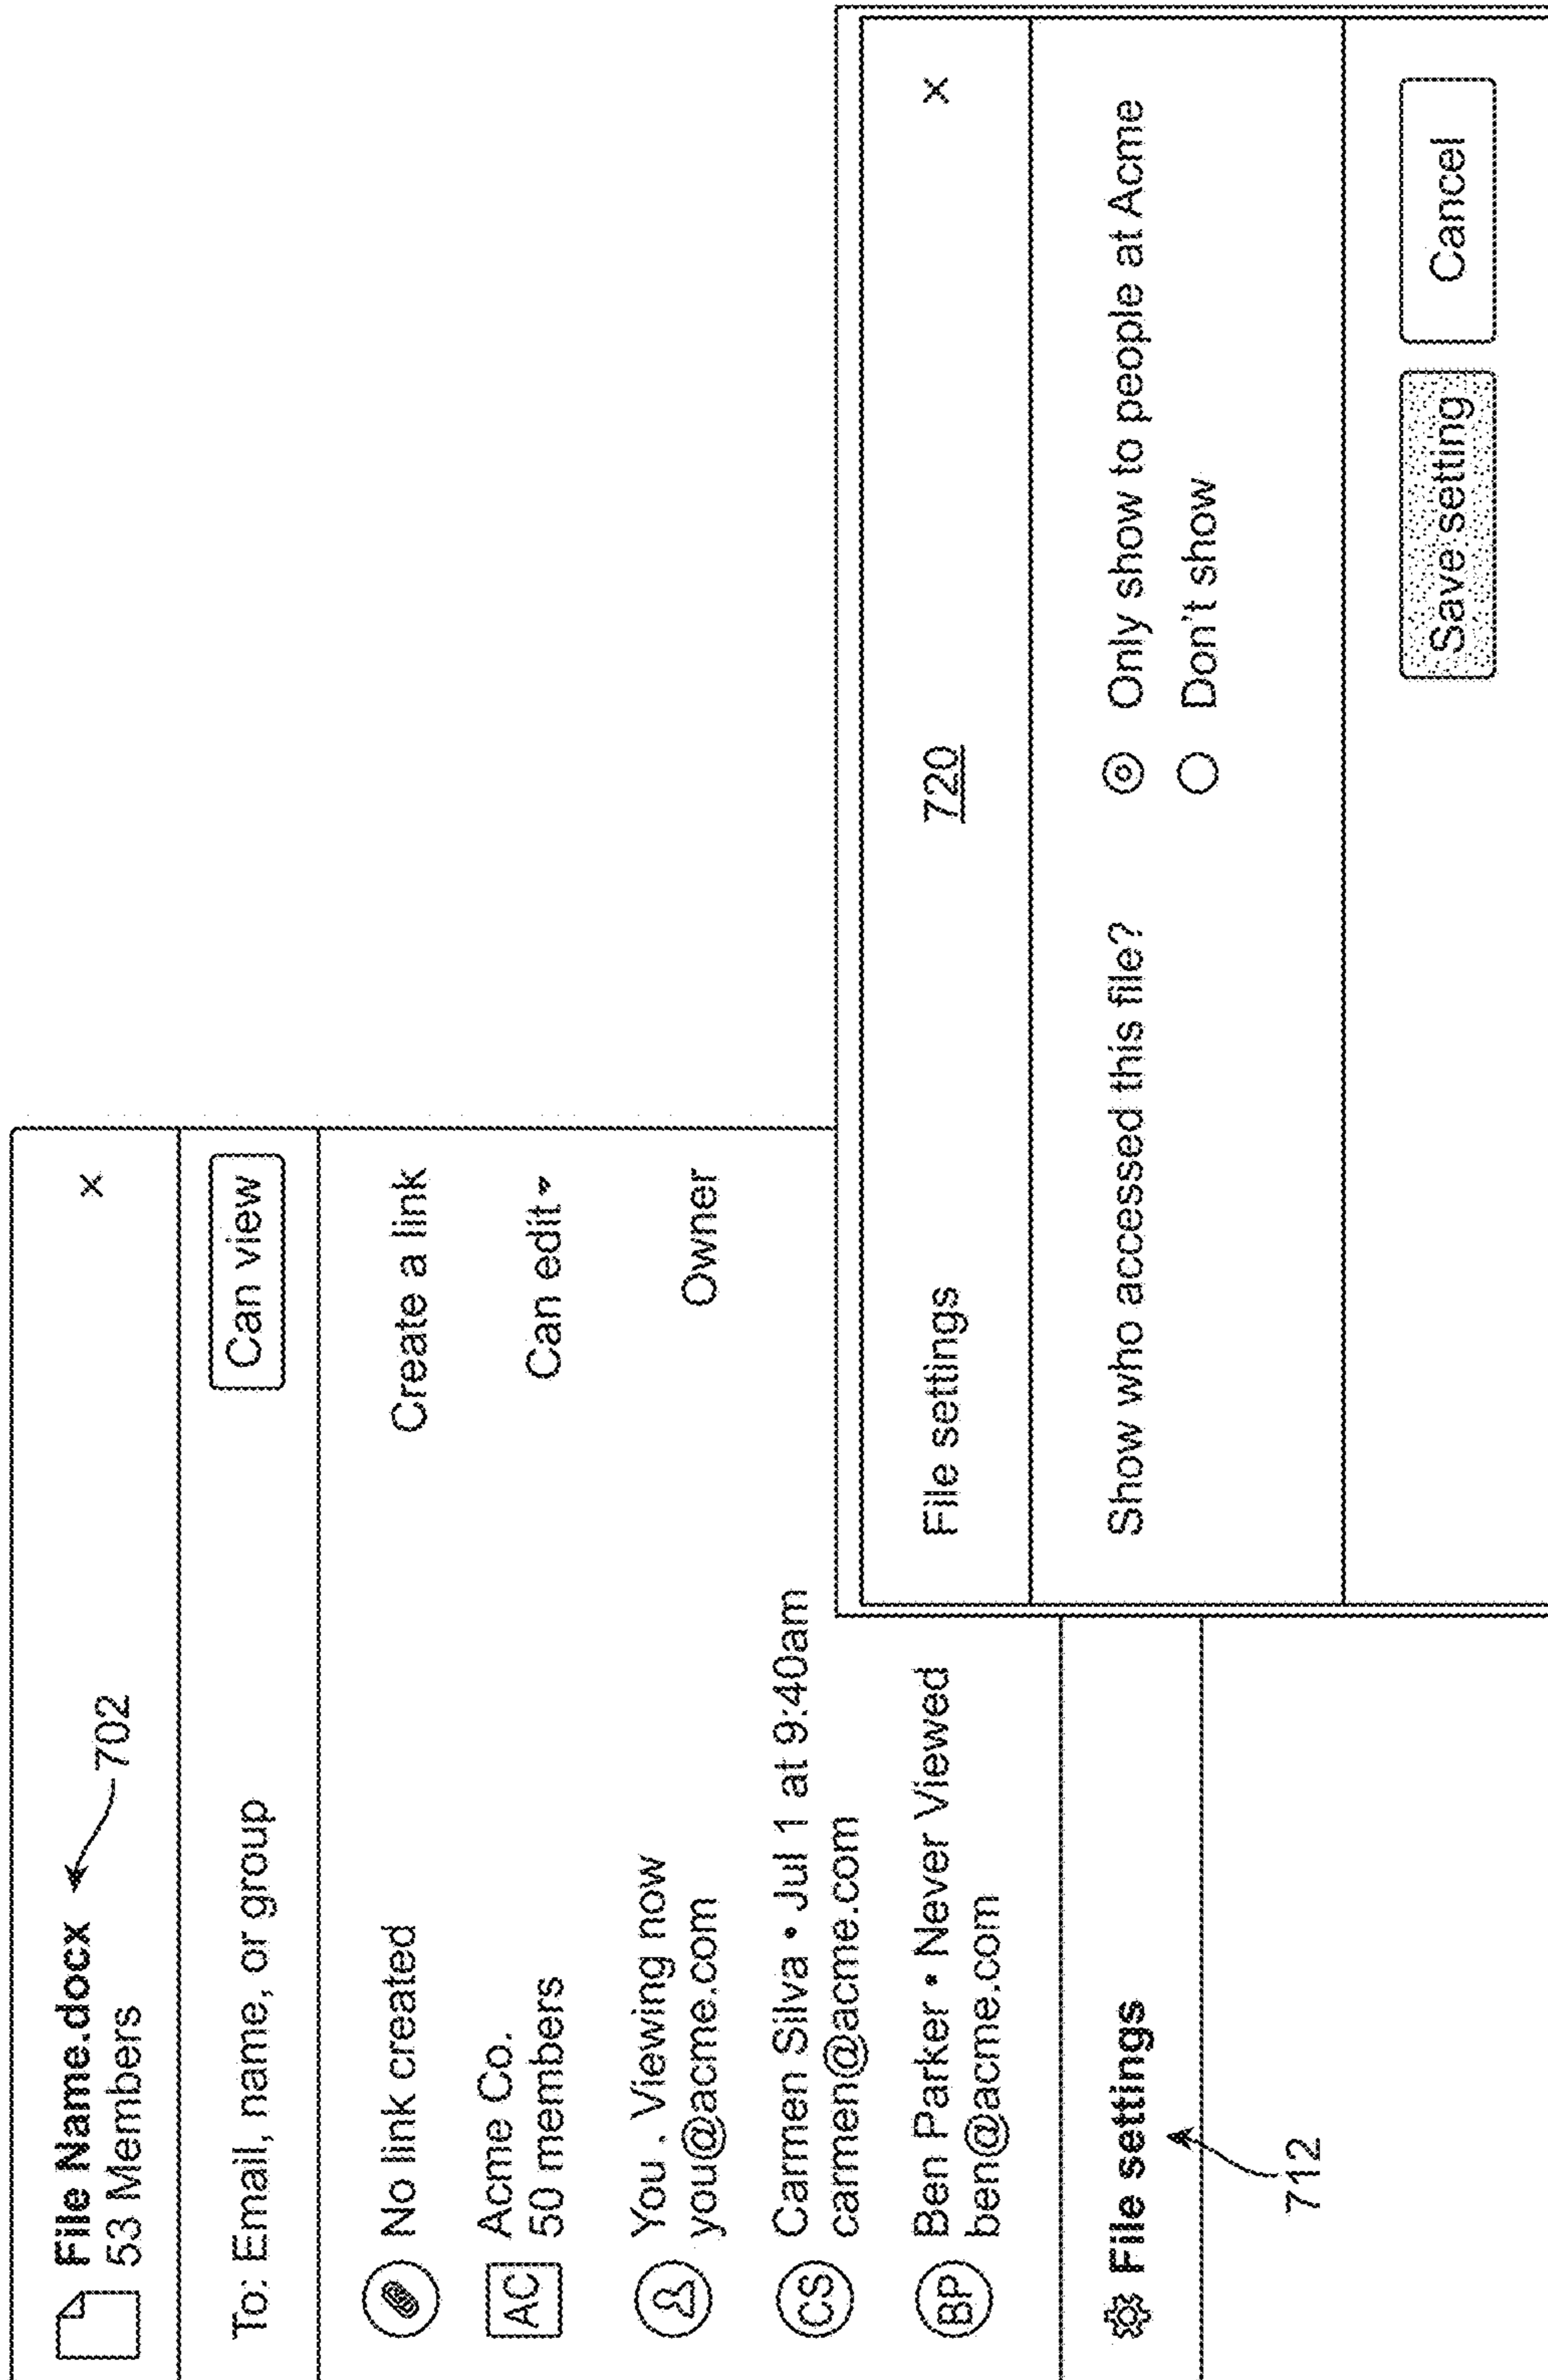 File Name.docx
702
53 Members
×
To: Email, name, or group
Can view
No link created
Create a link
AC
Acme Co.
50 members
Can edit
You . Viewing now
you@acme.com
Owner
CS
Carmen Silva • Jul 1 at 9:40am
carmen@acme.com
BP
Ben Parker • Never Viewed
ben@acme.com
File settings
712
File settings
720
×
Show who accessed this file?
Only show to people at Acme
Don't show
Save setting
Cancel